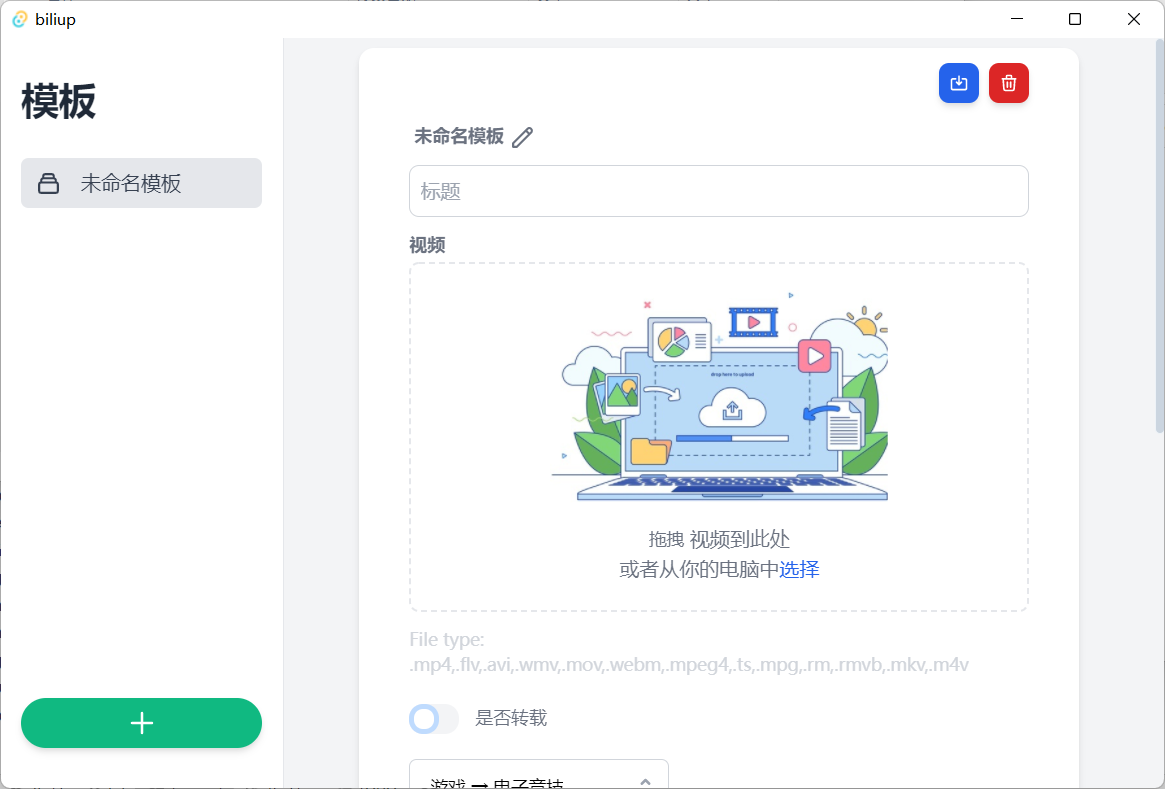 biliup
模板
未命名模板
未命名模板
标题
视频
drop here to upload
拖拽 视频到此处
或者从你的电脑中选择
File type:
.mp4,.flv,.avi,.wmv,.mov,.webm,.mpeg4,.ts,.mpg,.rm,.rmvb,.mkv,.m4v
是否转载
游戏 → 电子竞技